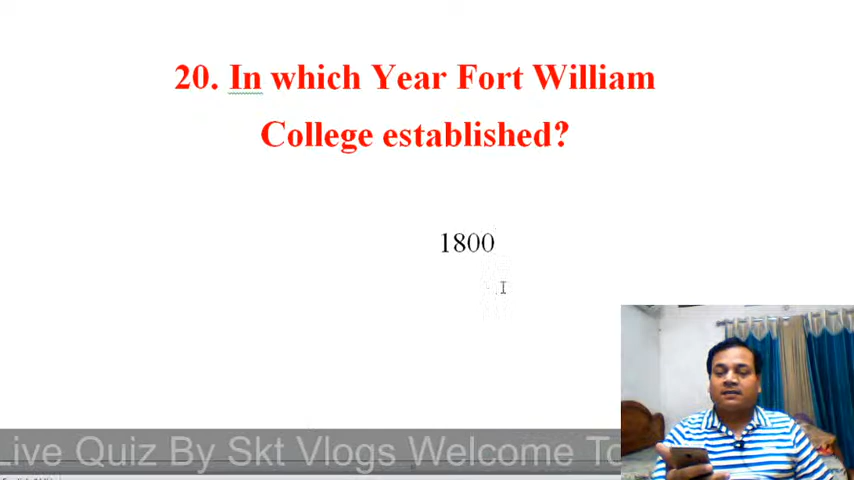 20. In which Year Fort William
College established?
1800
Live Quiz By Skt Vlogs Welcome To